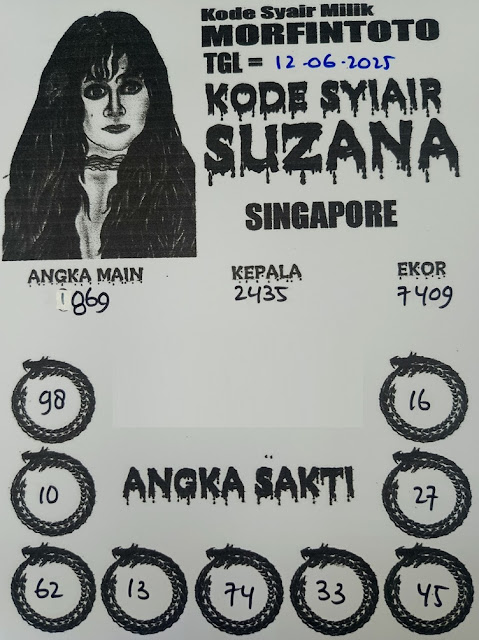 Kode Syair Milik
MORFINTOTO
TGL = 12-06-2025
KODE SYIAIR
SUZANA
SINGAPORE
ANGKA MAIN KEPALA EKOR
1869 2435 7409
98 16
10 ANGKA SAKTI 27
62 13 74 33 45